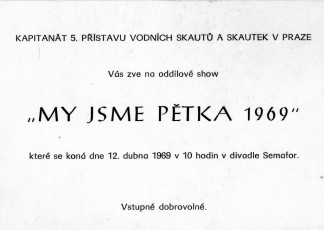 KAPITANÁT 5. PŘÍSTAVU VODNÍCH SKAUTŮ A SKAUTEK V PRAZE
Vás zve na oddílové show
„MY JSME PĚTKA 1969"
které se koná dne 12. dubna 1969 v 10 hodin v divadle Semafor.
Vstupné dobrovolné.